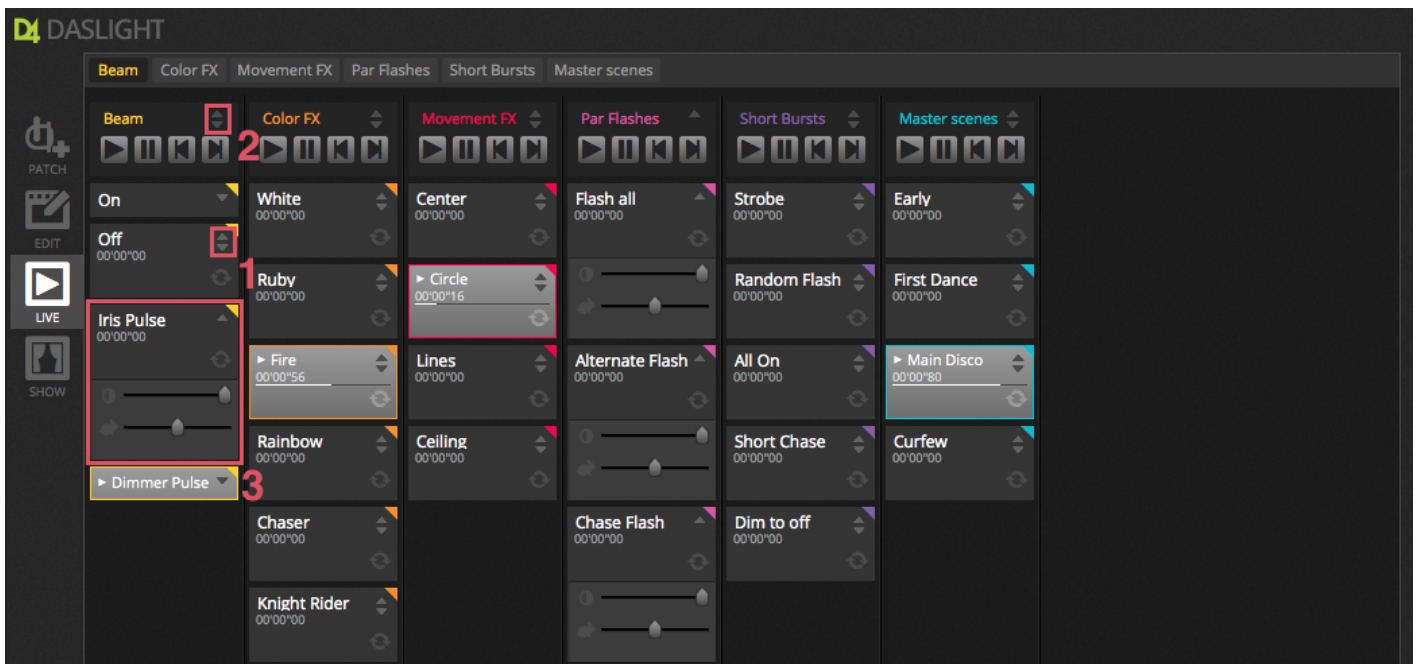 D4 DASLIGHT
Beam Color FX Movement FX Par Flashes Short Bursts Master scenes
PATCH
EDIT
LIVE
SHOW
Beam
2
On
Off
00'00"00
1
Iris Pulse
00'00"00
Dimmer Pulse
3
Color FX
White
00'00"00
Ruby
00'00"00
Fire
00'00"56
Rainbow
00'00"00
Chaser
00'00"00
Knight Rider
00'00"00
Movement FX
Center
00'00"00
Circle
00'00"16
Lines
00'00"00
Ceiling
00'00"00
Par Flashes
Flash all
00'00"00
Alternate Flash
00'00"00
Chase Flash
00'00"00
Short Bursts
Strobe
00'00"00
Random Flash
00'00"00
All On
00'00"00
Short Chase
00'00"00
Dim to off
00'00"00
Master scenes
Early
00'00"00
First Dance
00'00"00
Main Disco
00'00"80
Curfew
00'00"00